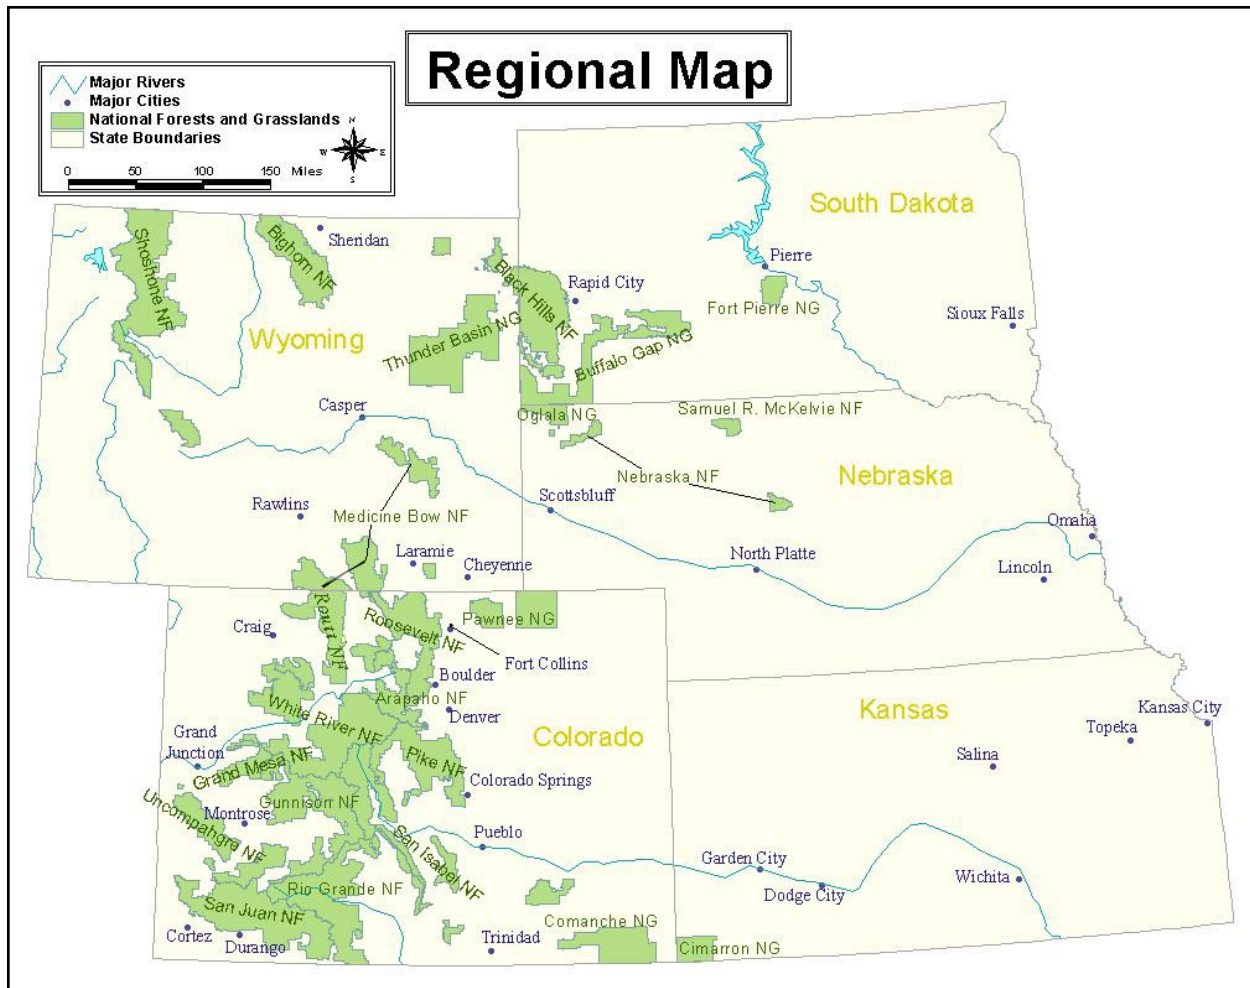 Regional Map
Major Rivers
Major Cities
National Forests and Grasslands
State Boundaries
N
W
E
S
0 50 100 150 Miles
South Dakota
Shoshone NF
Bighorn NF
Sheridan
Black Hills NF
Rapid City
Pierre
Fort Pierre NG
Sioux Falls
Wyoming
Thunder Basin NG
Buffalo Gap NG
Casper
Oglala NG
Samuel R. McKelvie NF
Nebraska NF
Nebraska
Rawlins
Medicine Bow NF
Scottsbluff
Omaha
Laramie
Cheyenne
North Platte
Lincoln
Craig
Routt NF
Roosevelt NF
Pawnee NG
Fort Collins
Boulder
Arapaho NF
Denver
White River NF
Kansas
Kansas City
Topeka
Grand
Junction
Colorado
Salina
Grand Mesa NF
Pike NF
Colorado Springs
Gunnison NF
Uncompahgre NF
Montrose
San Isabel NF
Pueblo
Garden City
Dodge City
Wichita
Rio Grande NF
San Juan NF
Comanche NG
Cortez
Durango
Trinidad
Cimarron NG